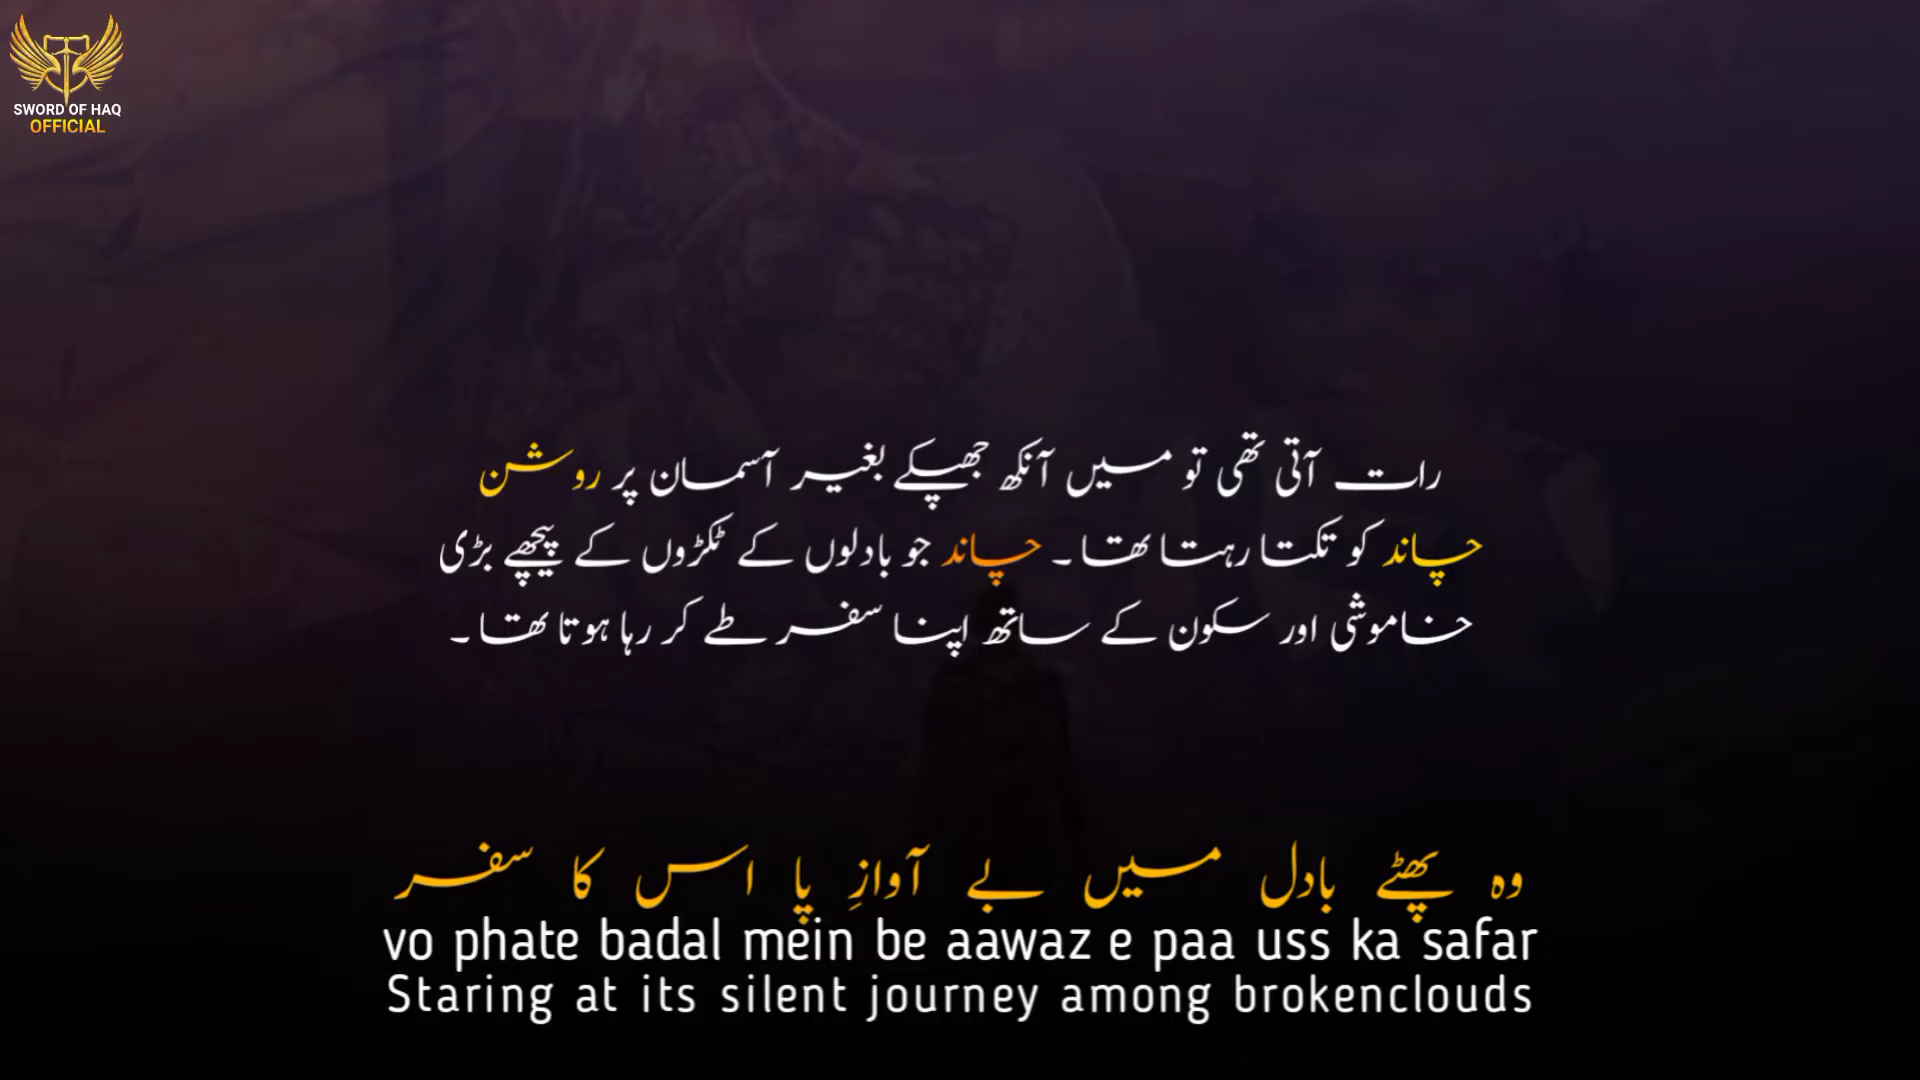 SWORD OF HAQ
OFFICIAL
رات آتی تھی تو میں آنکھ جھپکے بغیر آسمان پر روشن
چاند کو تکتا رہتا تھا۔ چاند جو بادلوں کے ٹکڑوں کے پیچھے بڑی
خاموشی اور سکون کے ساتھ اپنا سفر طے کر رہا ہوتا تھا۔
وہ پھٹے بادل میں بے آوازِ پا اس کا سفر
vo phate badal mein be aawaz e paa uss ka safar
Staring at its silent journey among brokenclouds